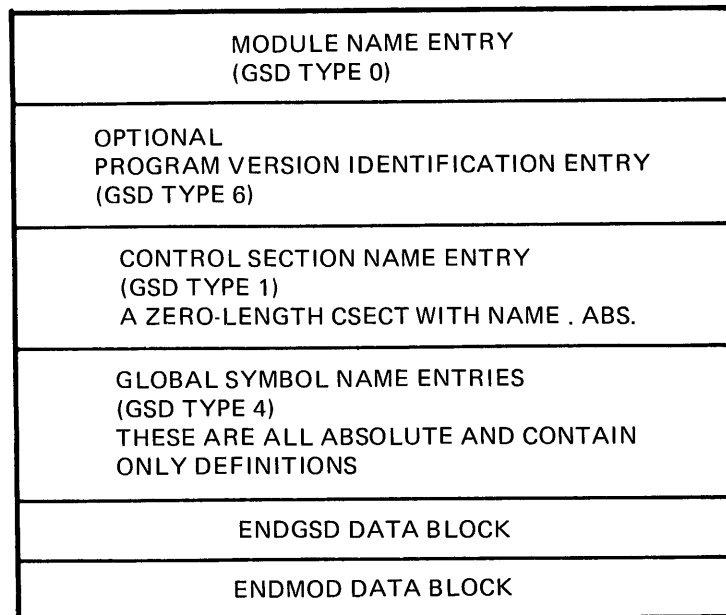 MODULE NAME ENTRY
(GSD TYPE 0)
OPTIONAL
PROGRAM VERSION IDENTIFICATION ENTRY
(GSD TYPE 6)
CONTROL SECTION NAME ENTRY
(GSD TYPE 1)
A ZERO-LENGTH CSECT WITH NAME . ABS.
GLOBAL SYMBOL NAME ENTRIES
(GSD TYPE 4)
THESE ARE ALL ABSOLUTE AND CONTAIN
ONLY DEFINITIONS
ENDGSD DATA BLOCK
ENDMOD DATA BLOCK